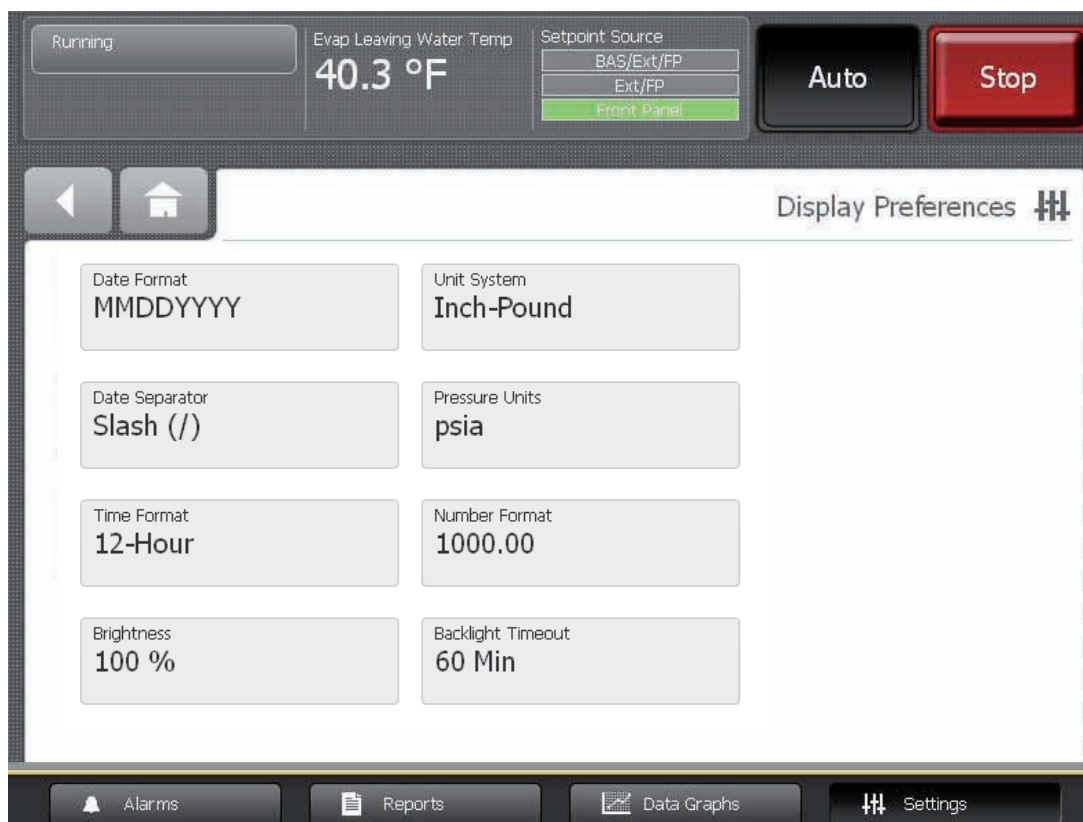 Running
Evap Leaving Water Temp
40.3 °F
Setpoint Source
BAS/Ext/FP
Ext/FP
Front Panel
Auto
Stop
Display Preferences
Date Format
MMDDYYYY
Unit System
Inch-Pound
Date Separator
Slash (/)
Pressure Units
psia
Time Format
12-Hour
Number Format
1000.00
Brightness
100 %
Backlight Timeout
60 Min
Alarms
Reports
Data Graphs
Settings